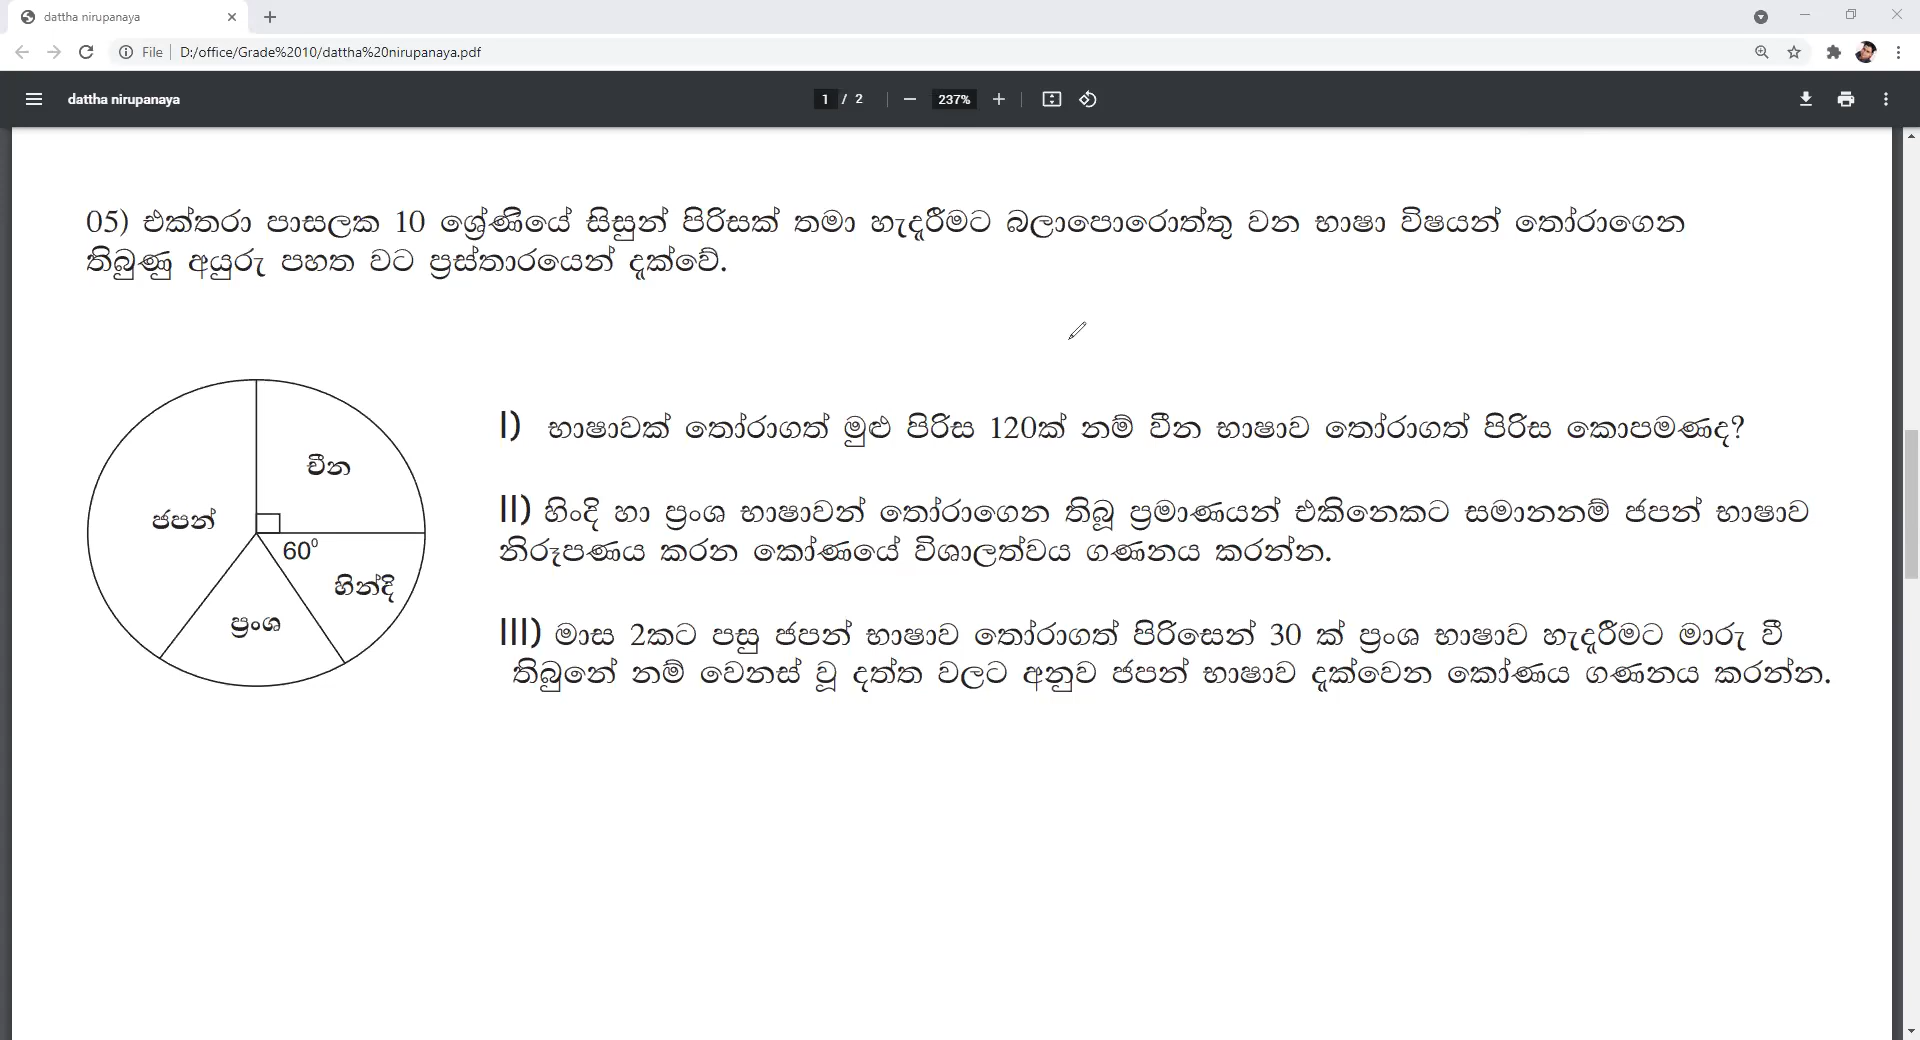 dattha nirupanaya
File D:/office/Grade%2010/dattha%20nirupanaya.pdf
dattha nirupanaya
1 / 2
237%
05) එක්තරා පාසලක 10 ශ්‍රේණියේ සිසුන් පිරිසක් තමා හැදෑරීමට බලාපොරොත්තු වන භාෂා විෂයන් තෝරාගෙන
තිබුණු අයුරු පහත වට ප්‍රස්තාරයෙන් දැක්වේ.
I) භාෂාවක් තෝරාගත් මුළු පිරිස 120ක් නම් චීන භාෂාව තෝරාගත් පිරිස කොපමණද?
II) හිංදි හා ප්‍රංශ භාෂාවන් තෝරාගෙන තිබූ ප්‍රමාණයන් එකිනෙකට සමානනම් ජපන් භාෂාව
නිරූපණය කරන කෝණයේ විශාලත්වය ගණනය කරන්න.
III) මාස 2කට පසු ජපන් භාෂාව තෝරාගත් පිරිසෙන් 30 ක් ප්‍රංශ භාෂාව හැදෑරීමට මාරු වී
තිබුනේ නම් වෙනස් වූ දත්ත වලට අනුව ජපන් භාෂාව දැක්වෙන කෝණය ගණනය කරන්න.
චීන
ජපන්
60⁰
හින්දි
ප්‍රංශ